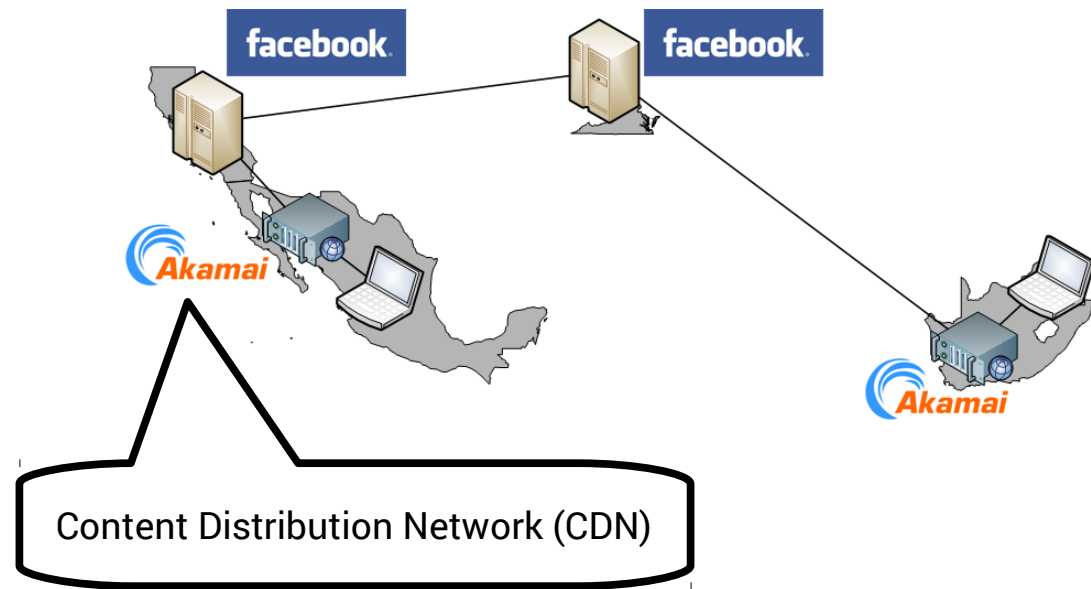 facebook.
facebook.
Akamai
Akamai
Content Distribution Network (CDN)